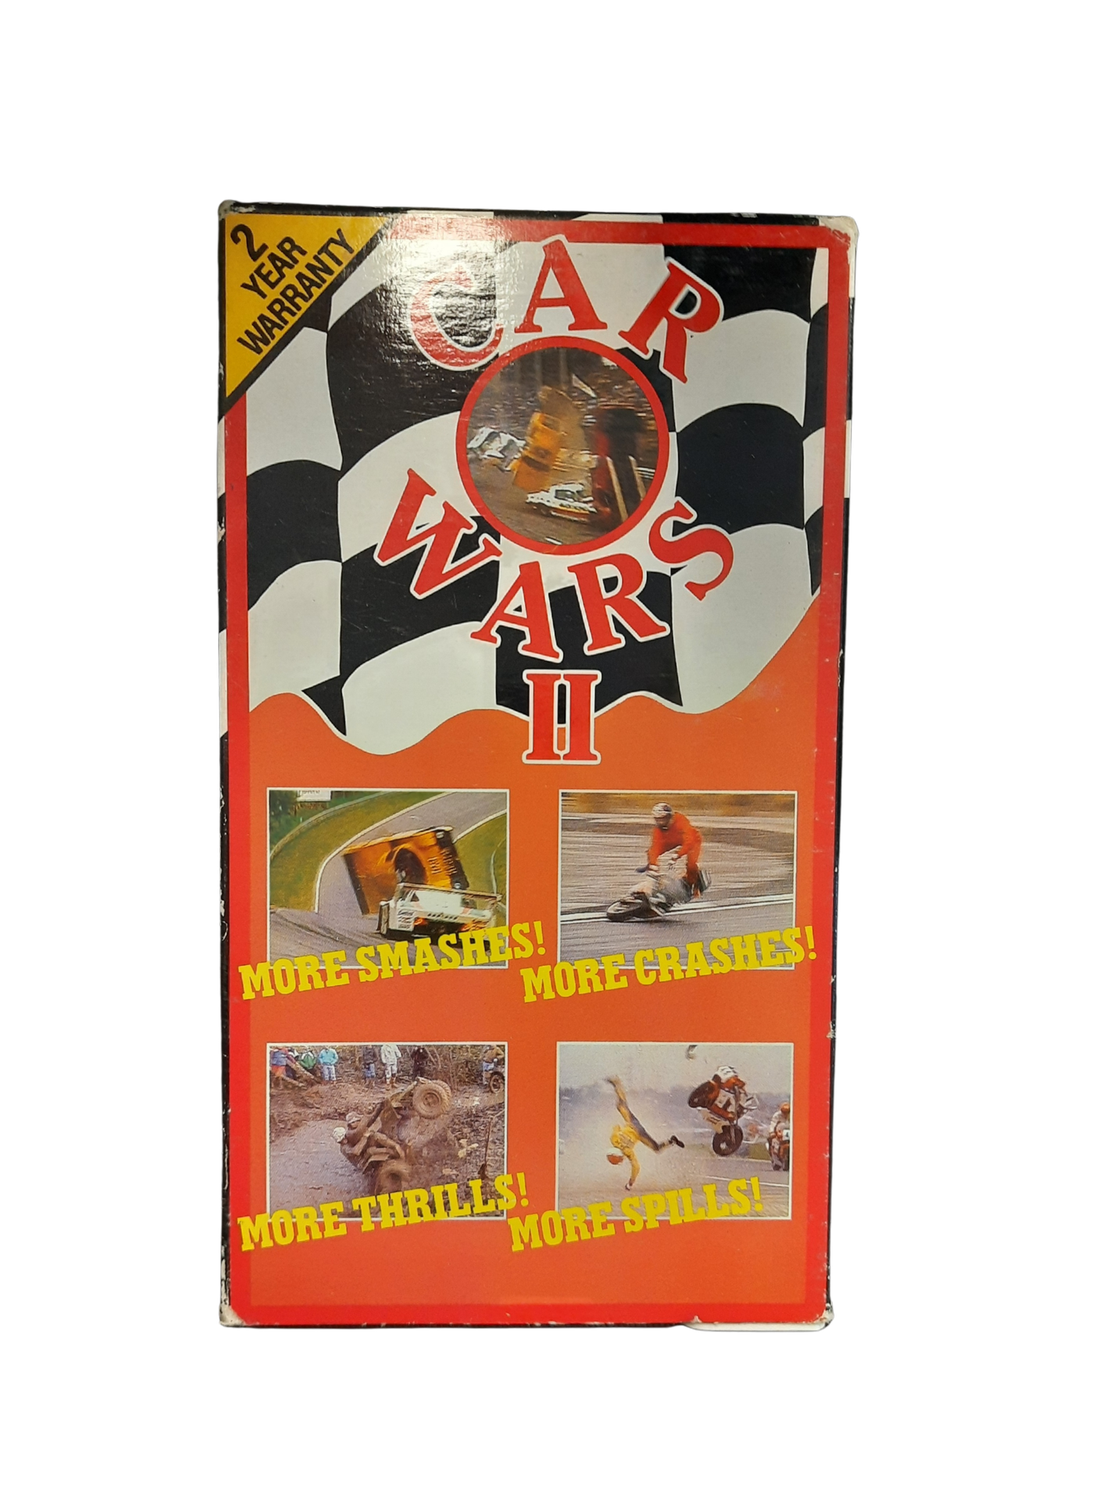 2
YEAR
WARRANTY
CAR
WARS
II
MORE SMASHES!
MORE CRASHES!
MORE THRILLS!
MORE SPILLS!